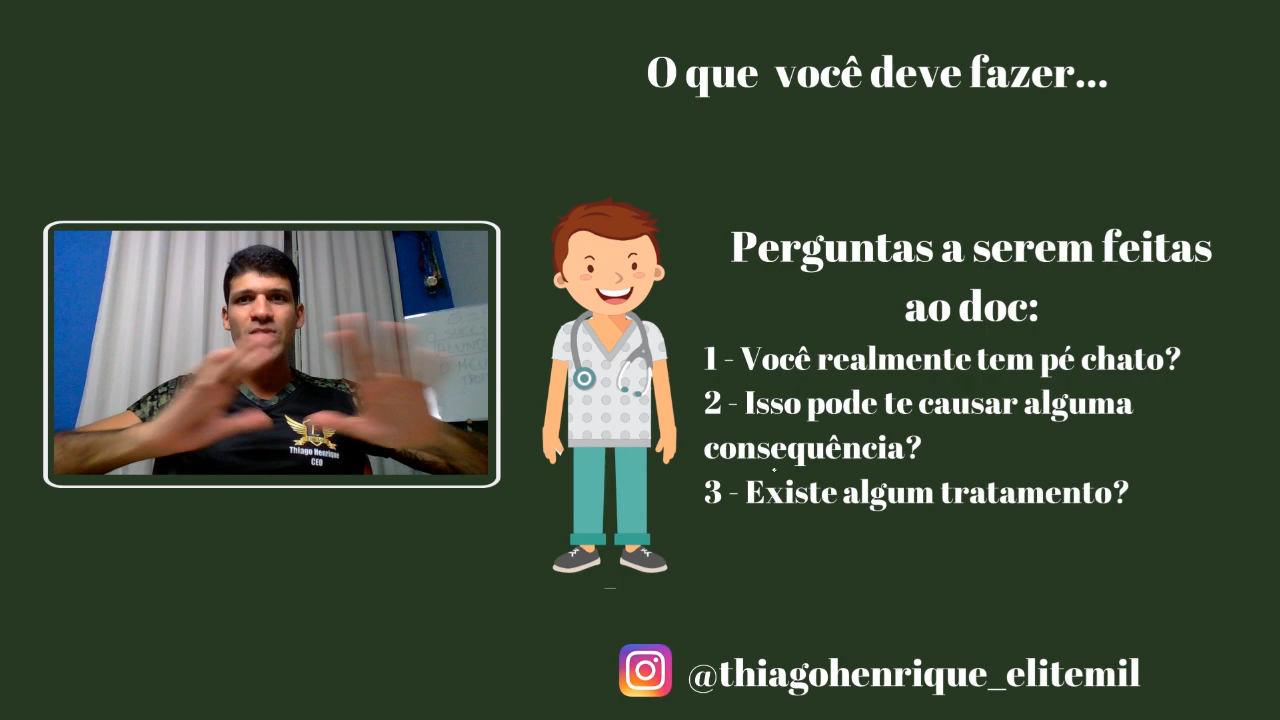 O que você deve fazer...
Perguntas a serem feitas
ao doc:
1 - Você realmente tem pé chato?
2 - Isso pode te causar alguma
consequência?
3 - Existe algum tratamento?
Thiago Henrique
CEO
@thiagohenrique_elitemil